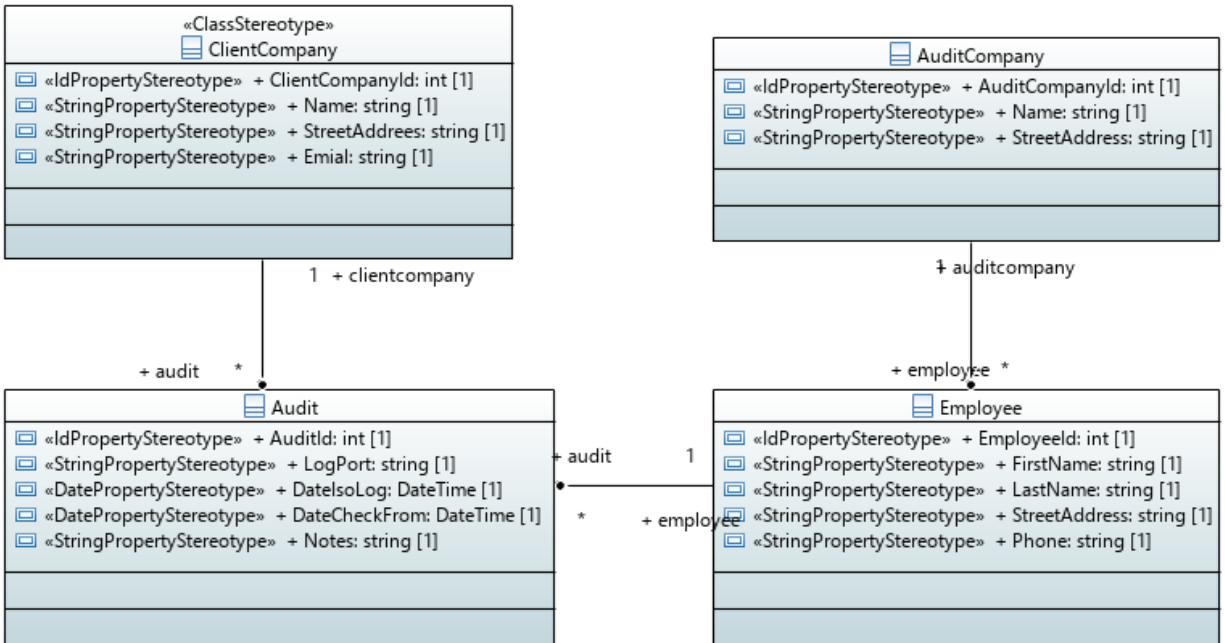 «ClassStereotype»
ClientCompany
«IdPropertyStereotype» + ClientCompanyId: int [1]
«StringPropertyStereotype» + Name: string [1]
«StringPropertyStereotype» + StreetAddrees: string [1]
«StringPropertyStereotype» + Emial: string [1]
AuditCompany
«IdPropertyStereotype» + AuditCompanyId: int [1]
«StringPropertyStereotype» + Name: string [1]
«StringPropertyStereotype» + StreetAddress: string [1]
1 + clientcompany
1 + auditcompany
+ audit *
+ employee *
Audit
«IdPropertyStereotype» + AuditId: int [1]
«StringPropertyStereotype» + LogPort: string [1]
«DatePropertyStereotype» + DateIsoLog: DateTime [1]
«DatePropertyStereotype» + DateCheckFrom: DateTime [1]
«StringPropertyStereotype» + Notes: string [1]
+ audit 1
* + employee
Employee
«IdPropertyStereotype» + EmployeeId: int [1]
«StringPropertyStereotype» + FirstName: string [1]
«StringPropertyStereotype» + LastName: string [1]
«StringPropertyStereotype» + StreetAddress: string [1]
«StringPropertyStereotype» + Phone: string [1]